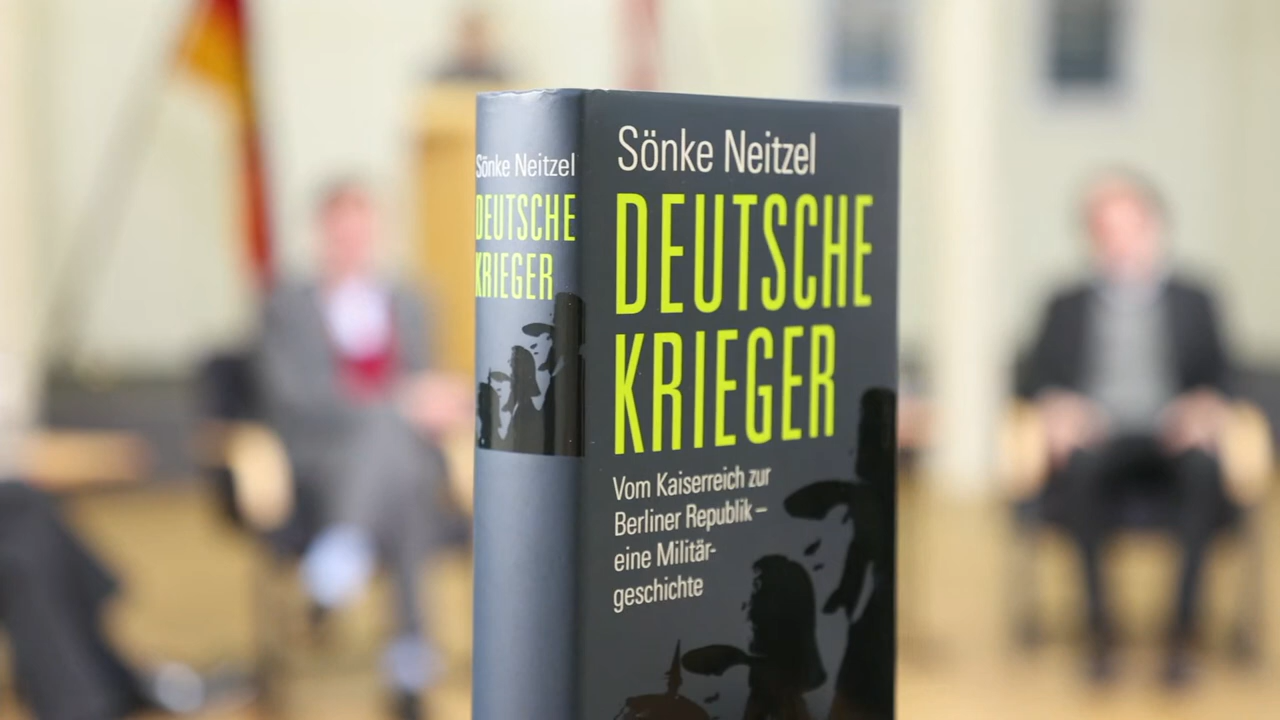 Sönke Neitzel
DEUTSCHE
KRIEGER
Sönke Neitzel
DEUTSCHE
KRIEGER
Vom Kaiserreich zur
Berliner Republik –
eine Militär-
geschichte